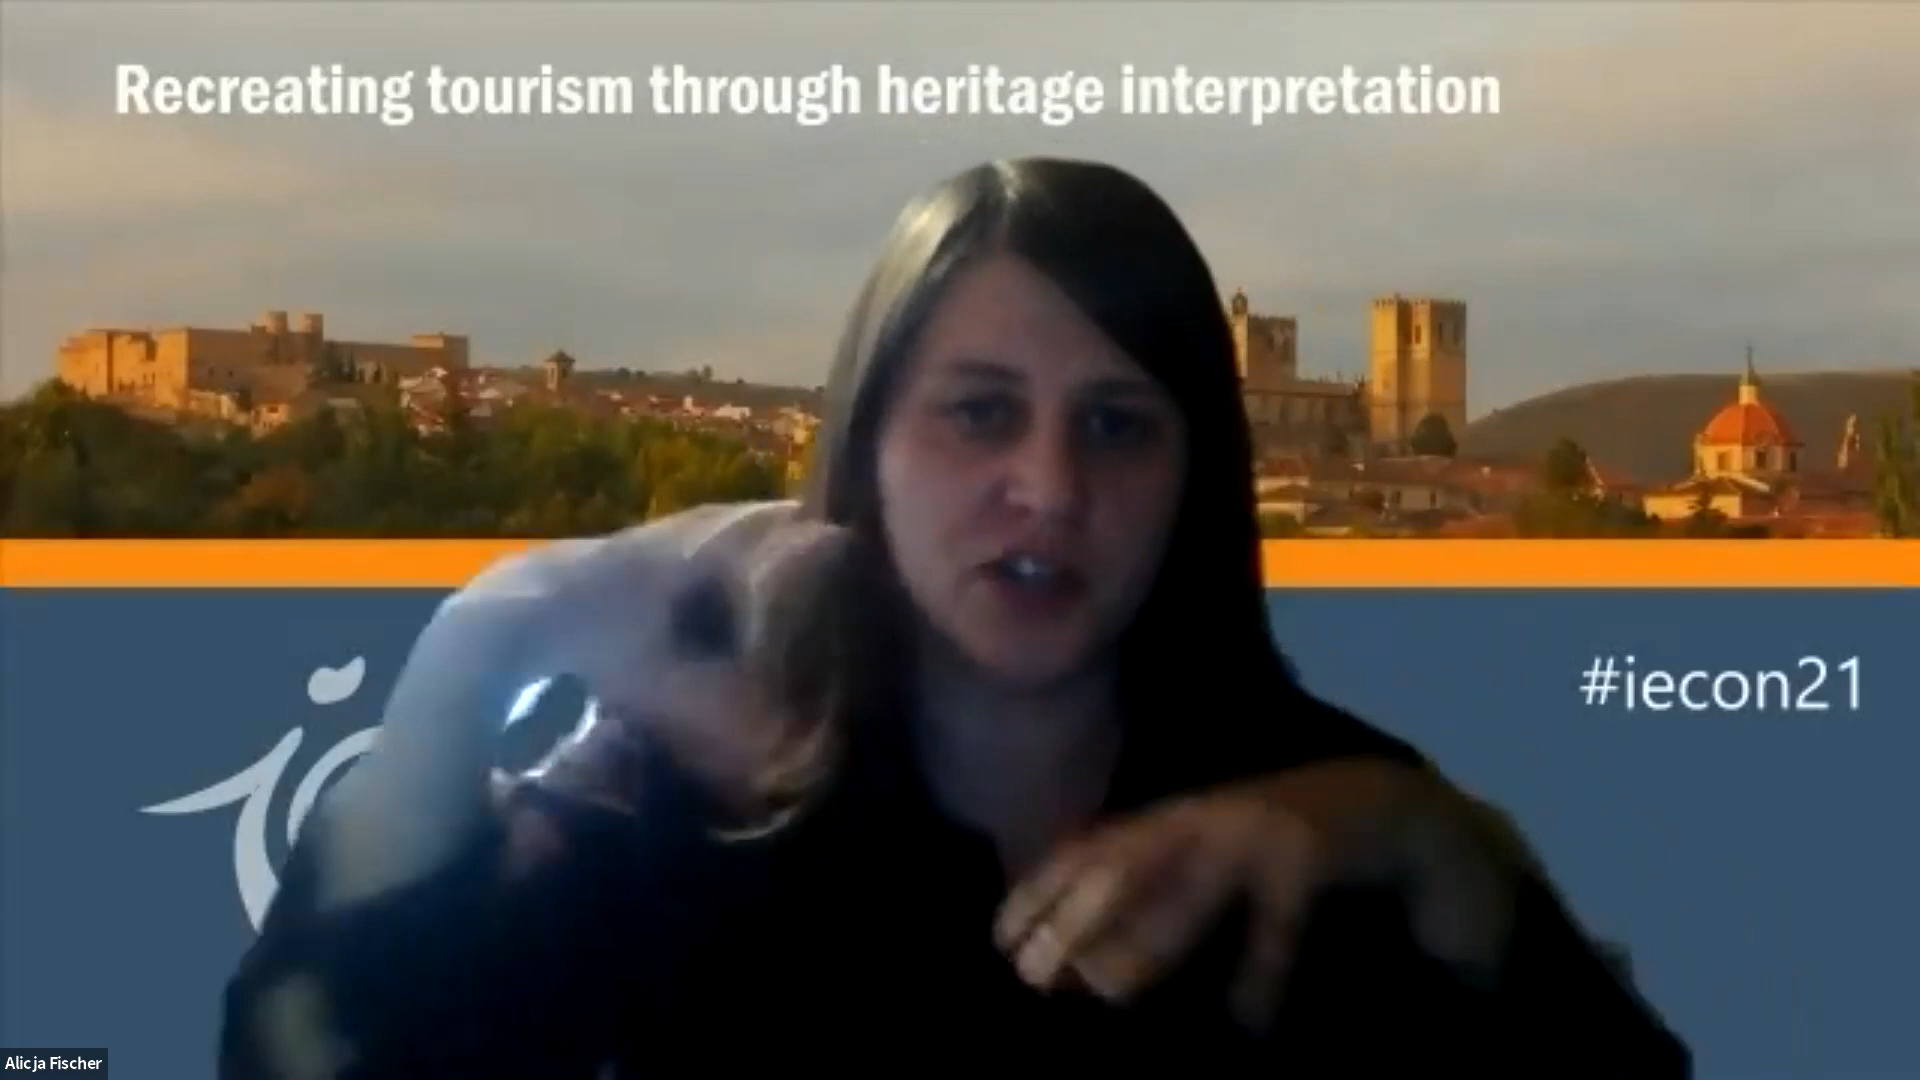 Recreating tourism through heritage interpretation
#iecon21
Alicja Fischer